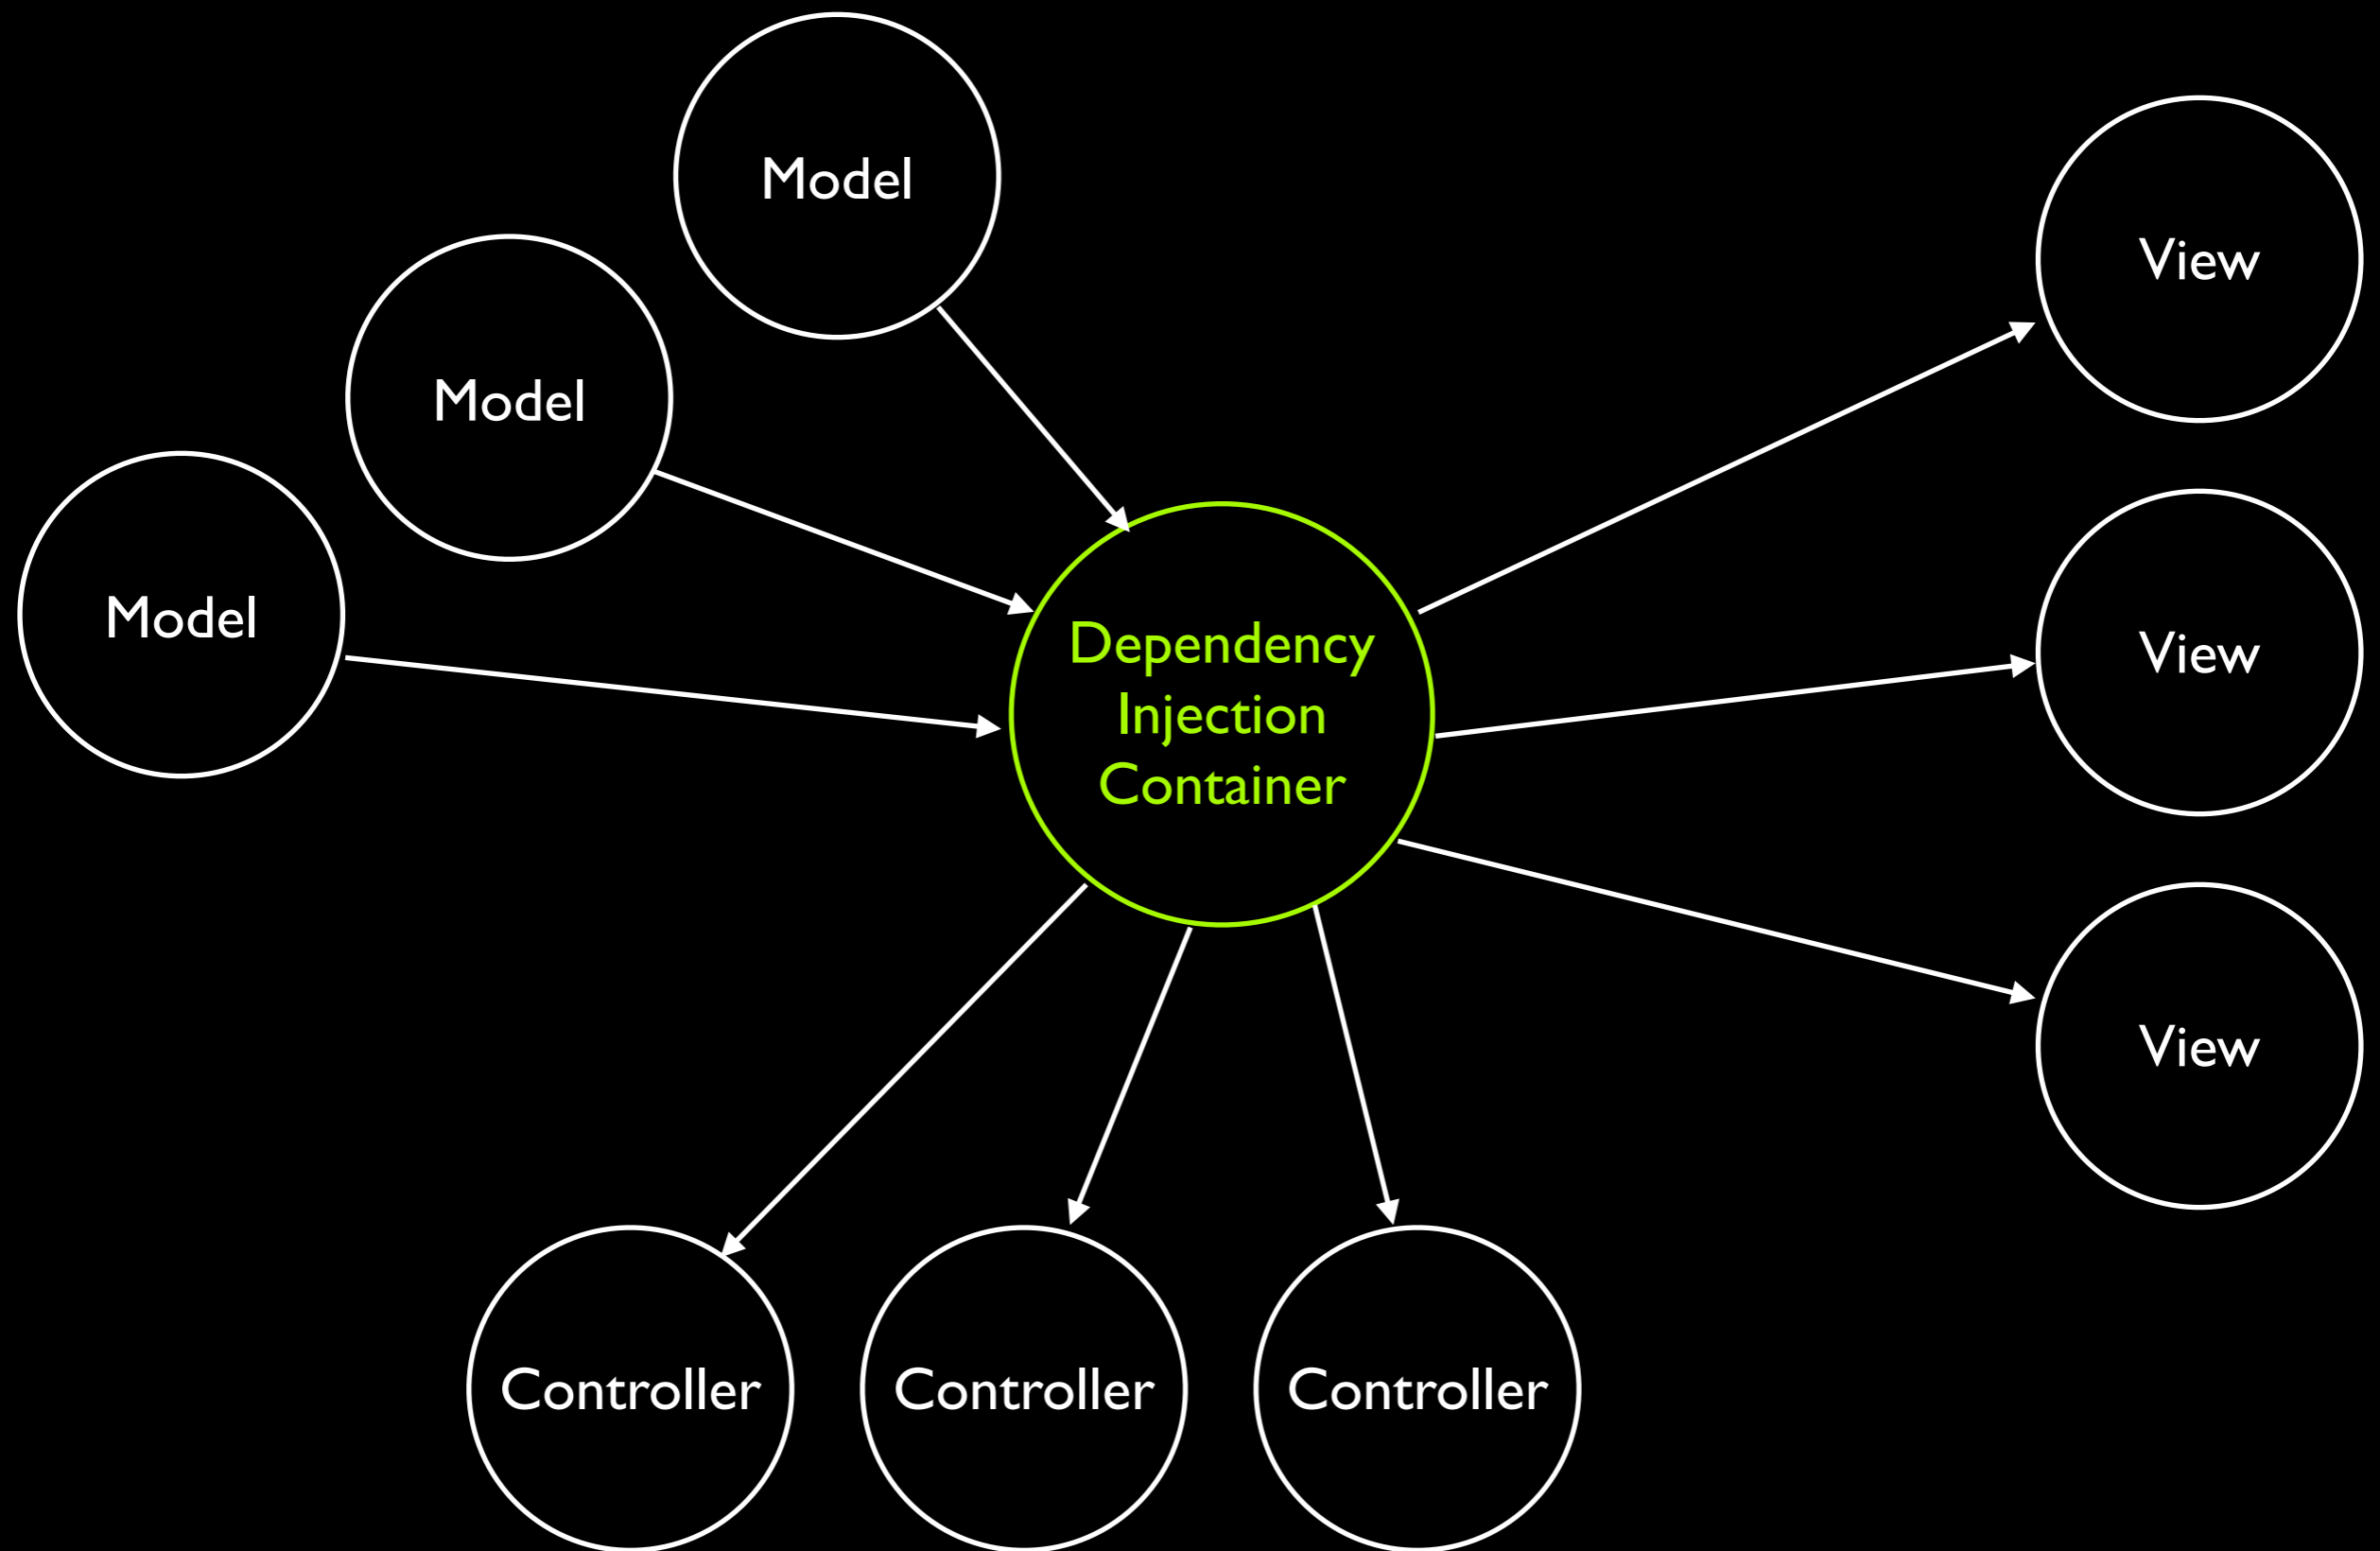 Model
Model
Model
View
View
View
Dependency
Injection
Container
Controller
Controller
Controller